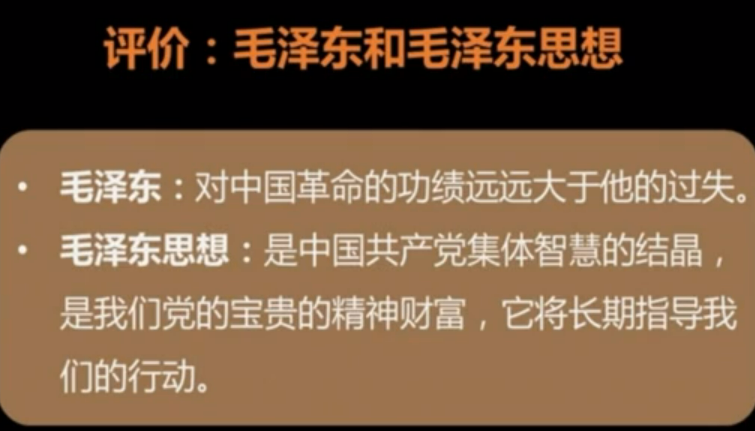 评价：毛泽东和毛泽东思想
• 毛泽东：对中国革命的功绩远远大于他的过失。
• 毛泽东思想：是中国共产党集体智慧的结晶，
是我们党的宝贵的精神财富，它将长期指导我
们的行动。